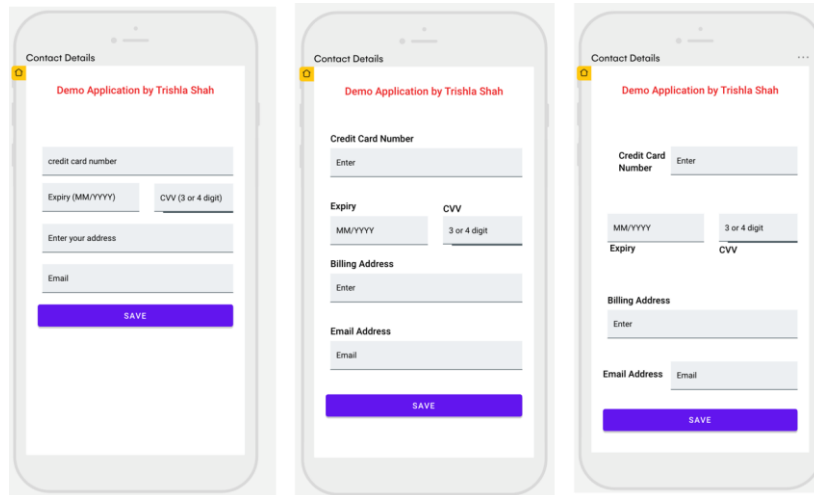 Contact Details
Demo Application by Trishla Shah
credit card number
Expiry (MM/YYYY)
CVV (3 or 4 digit)
Enter your address
Email
SAVE
Contact Details
Demo Application by Trishla Shah
Credit Card Number
Enter
Expiry
CVV
MM/YYYY
3 or 4 digit
Billing Address
Enter
Email Address
Email
SAVE
Contact Details
Demo Application by Trishla Shah
Credit Card
Number
Enter
MM/YYYY
3 or 4 digit
Expiry
CVV
Billing Address
Enter
Email Address
Email
SAVE